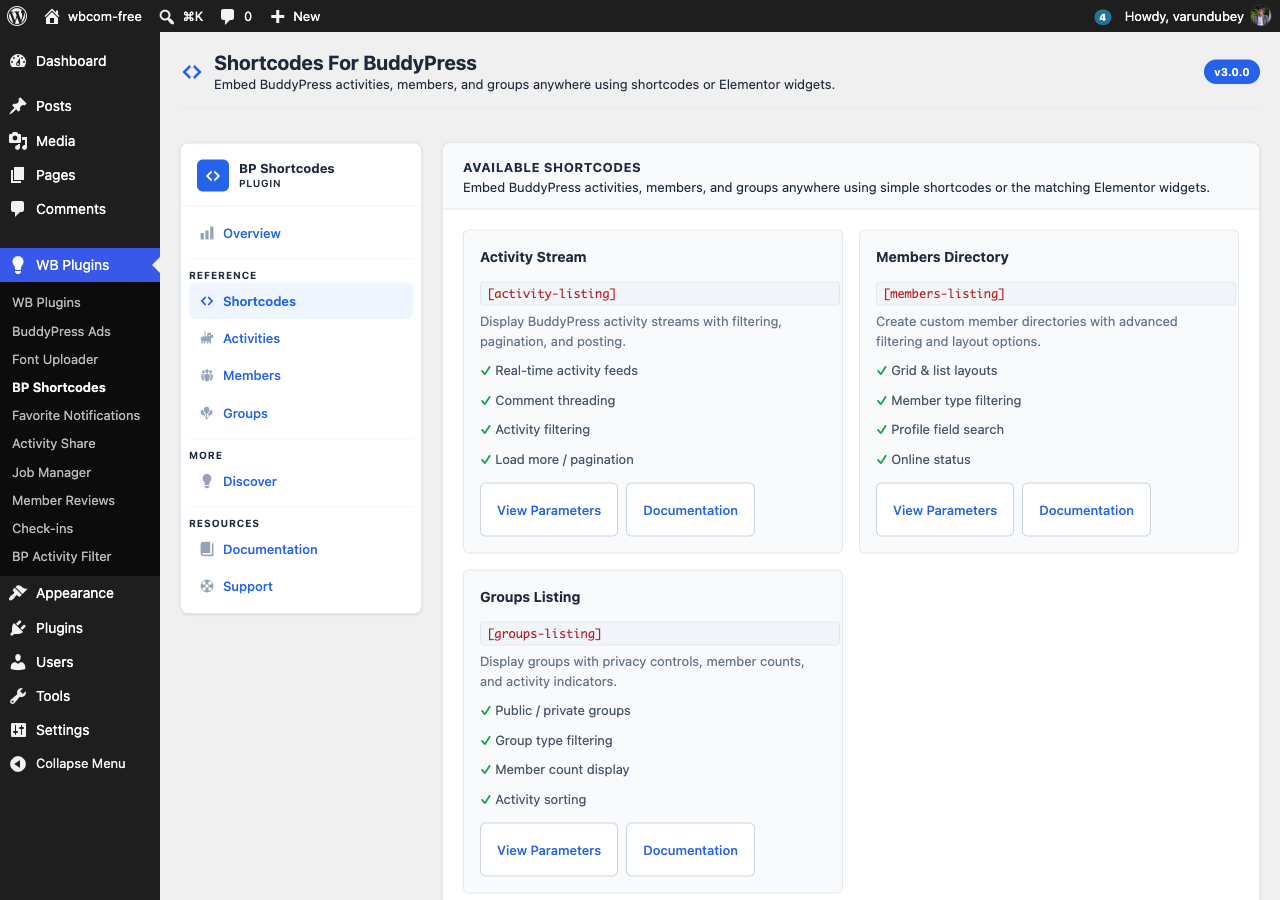 wbcom-free
⌘K
0
New
4
Howdy, varundubey
Dashboard
Posts
Media
Pages
Comments
WB Plugins
WB Plugins
BuddyPress Ads
Font Uploader
BP Shortcodes
Favorite Notifications
Activity Share
Job Manager
Member Reviews
Check-ins
BP Activity Filter
Appearance
Plugins
Users
Tools
Settings
Collapse Menu
Shortcodes For BuddyPress
Embed BuddyPress activities, members, and groups anywhere using shortcodes or Elementor widgets.
v3.0.0
BP Shortcodes
PLUGIN
Overview
REFERENCE
Shortcodes
Activities
Members
Groups
MORE
Discover
RESOURCES
Documentation
Support
AVAILABLE SHORTCODES
Embed BuddyPress activities, members, and groups anywhere using simple shortcodes or the matching Elementor widgets.
Activity Stream
[activity-listing]
Display BuddyPress activity streams with filtering,
pagination, and posting.
Real-time activity feeds
Comment threading
Activity filtering
Load more / pagination
View Parameters
Documentation
Members Directory
[members-listing]
Create custom member directories with advanced
filtering and layout options.
Grid & list layouts
Member type filtering
Profile field search
Online status
View Parameters
Documentation
Groups Listing
[groups-listing]
Display groups with privacy controls, member counts,
and activity indicators.
Public / private groups
Group type filtering
Member count display
Activity sorting
View Parameters
Documentation